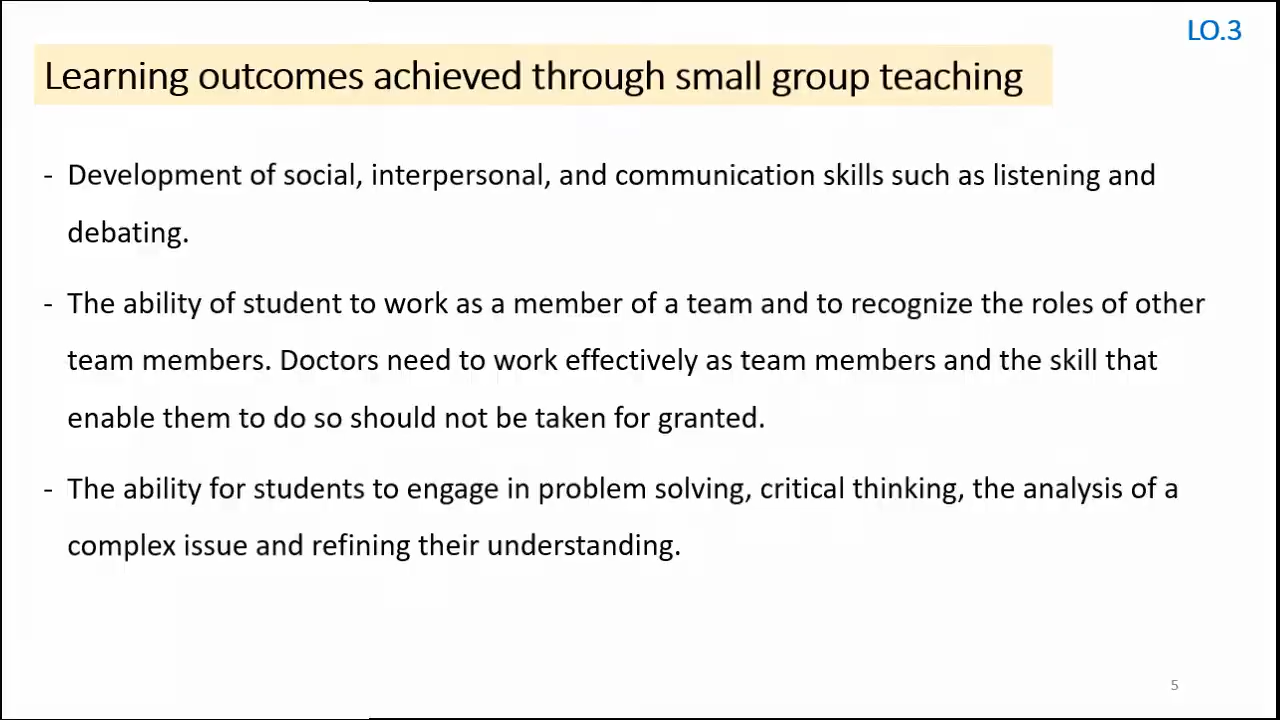 LO.3
Learning outcomes achieved through small group teaching
- Development of social, interpersonal, and communication skills such as listening and
debating.
- The ability of student to work as a member of a team and to recognize the roles of other
team members. Doctors need to work effectively as team members and the skill that
enable them to do so should not be taken for granted.
- The ability for students to engage in problem solving, critical thinking, the analysis of a
complex issue and refining their understanding.
5